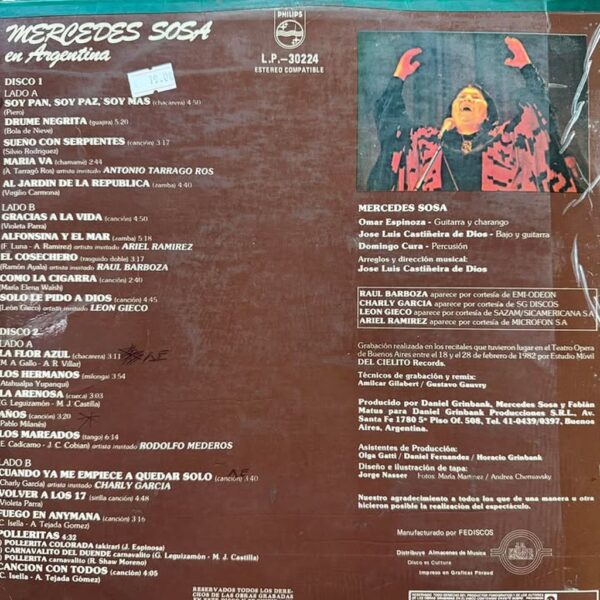 MERCEDES SOSA
en Argentina
PHILIPS
L.P.-30224
ESTEREO COMPATIBLE
DISCO 1
LADO A
SOY PAN, SOY PAZ, SOY MAS (chacarera) 4:50
(Piero)
DRUME NEGRITA (guajira) 5:20
(Bola de Nieve)
SUEÑO CON SERPIENTES (canción) 3:17
(Silvio Rodriguez)
MARIA VA (chamamé) 2:44
(A. Tarragó Ros) artista invitado ANTONIO TARRAGO ROS
AL JARDIN DE LA REPUBLICA (zamba) 4:40
(Virgilio Carmona)
LADO B
GRACIAS A LA VIDA (canción) 4:50
(Violeta Parra)
ALFONSINA Y EL MAR (zamba) 5:18
(F. Luna - A. Ramirez) artista invitado ARIEL RAMIREZ
EL COSECHERO (rasguido doble) 3:17
(Ramón Ayala) artista invitado RAUL BARBOZA
COMO LA CIGARRA (canción) 2:40
(María Elena Walsh)
SOLO LE PIDO A DIOS (canción) 4:45
(León Gieco) artista invitado LEON GIECO
DISCO 2
LADO A
LA FLOR AZUL (chacarera) 3:11
(M. A. Gallo - A. R. Villar)
LOS HERMANOS (milonga) 3:54
Atahualpa Yupanqui)
LA ARENOSA (cueca) 3:03
(G. Leguizamón - M. J. Castilla)
AÑOS (canción) 3:20
Pablo Milanés)
LOS MAREADOS (tango) 6:14
E. Cadicamo - J. C. Cobian) artista invitado RODOLFO MEDEROS
LADO B
CUANDO YA ME EMPIECE A QUEDAR SOLO (canción) 3:40
Charly García) artista invitado CHARLY GARCIA
VOLVER A LOS 17 (sirilla canción) 5:48
Violeta Parra)
FUEGO EN ANYMANA (canción) 3:16
C. Isella - A. Tejada Gomez)
POLLERITAS 4:32
) POLLERITA COLORADA takirari (J. Espinosa)
) CARNAVALITO DEL DUENDE carnavalito (G. Leguizamón - M. J. Castilla)
) POLLERITA carnavalito (R. Shaw Moreno)
CANCION CON TODOS (canción) 4:05
C. Isella - A. Tejada Gómez)
MERCEDES SOSA
Omar Espinoza - Guitarra y charango
Jose Luis Castiñeira de Dios - Bajo y guitarra
Domingo Cura - Percusión
Arreglos y dirección musical:
Jose Luis Castiñeira de Dios
RAUL BARBOZA aparece por cortesía de EMI-ODEON
CHARLY GARCIA aparece por cortesía de SG DISCOS
LEON GIECO aparece por cortesía de SAZAM/SICAMERICANA S.A
ARIEL RAMIREZ aparece por cortesía de MICROFON S.A
Grabación realizada en los recitales que tuvieron lugar en el Teatro Opera
de Buenos Aires entre el 18 y el 28 de febrero de 1982 por Estudio Móvil
DEL CIELITO Records.
Técnicos de grabación y remix:
Amilcar Gilabert / Gustavo Gauvry
Producido por Daniel Grinbank, Mercedes Sosa y Fabián
Matus para Daniel Grinbank Producciones S.R.L., Av.
Santa Fe 1780 5º Piso Of. 508, Tel. 41-0439/0397, Buenos
Aires, Argentina.
Asistentes de Producción:
Olga Gatti / Daniel Fernandez / Horacio Grinbank
Diseño e ilustración de tapa:
Jorge Nasser Fotos: María Martínez / Andrea Chernavsky
Nuestro agradecimiento a todos los que de una manera u otra
hicieron posible la realización del espectáculo.
Manufacturado por FEDISCOS
Distribuye Almacenes de Musica
Disco es Cultura
Impreso en Graficas Peraud
RESERVADOS TODOS LOS DERE-
CHOS DE LAS OBRAS GRABADAS